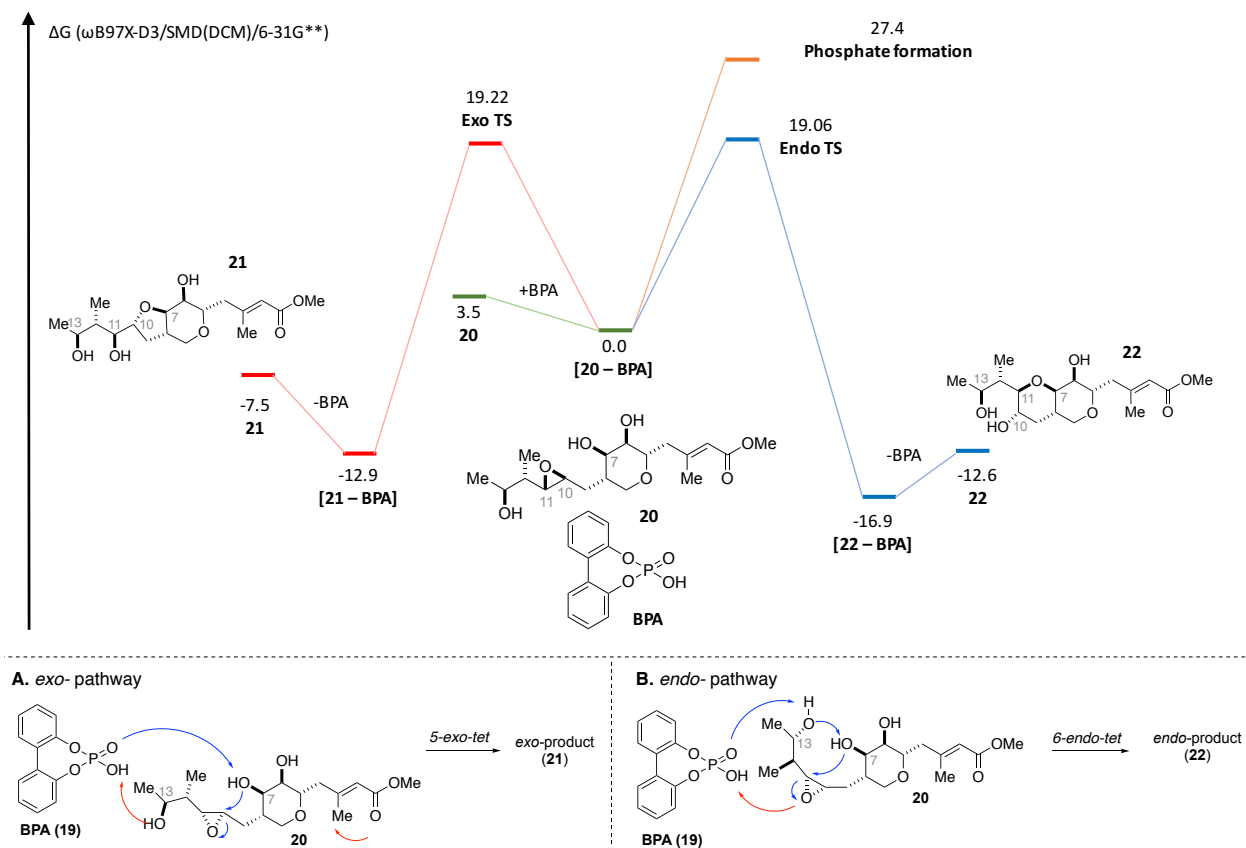 ΔG (ωB97X-D3/SMD(DCM)/6-31G**)
27.4
Phosphate formation
19.22
Exo TS
19.06
Endo TS
21
OH
Me
O
OMe
Me
13
11
10
7
O
Me
O
OH
OH
+BPA
3.5
20
0.0
[20 – BPA]
-7.5
21
-BPA
-12.9
[21 – BPA]
22
OH
Me
O
OMe
Me
13
11
7
O
Me
O
OH
HO
10
-BPA
-12.6
22
-16.9
[22 – BPA]
OH
HO
Me
O
7
OMe
Me
11
10
O
Me
O
OH
20
O
O
P
O
OH
BPA
A. exo- pathway
O
O
P
O
OH
Me
HO
OH
OMe
Me
13
7
O
Me
O
HO
O
BPA (19)
20
5-exo-tet
exo-product
(21)
B. endo- pathway
H
O
Me
13
OH
HO
OMe
7
O
Me
O
O
O
P
O
OH
Me
O
BPA (19)
20
6-endo-tet
endo-product
(22)